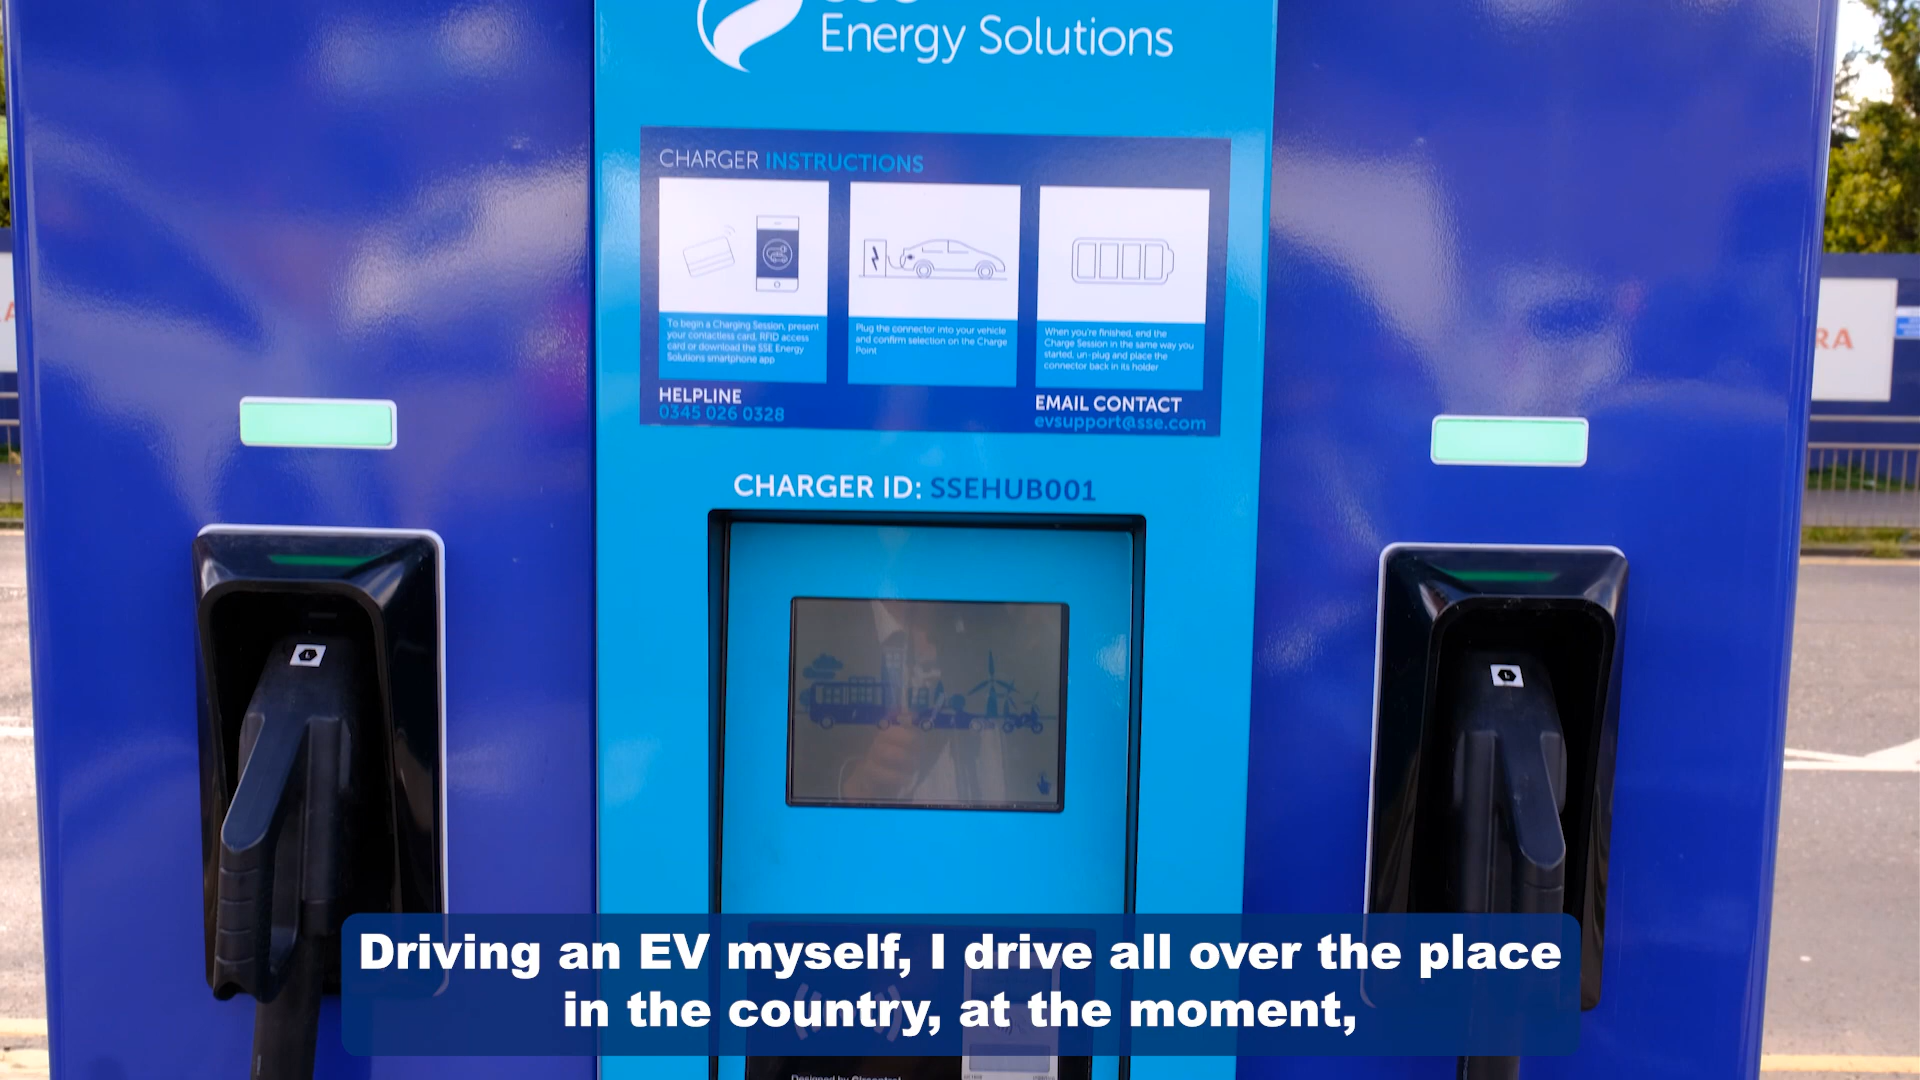 Energy Solutions
CHARGER INSTRUCTIONS
To begin a Charging Session, present
your contactless card, RFID access
card or download the SSE Energy
Solutions smartphone app
Plug the connector into your vehicle
and confirm selection on the Charge
Point
When you're finished, end the
Charge Session in the same way you
started, un-plug and place the
connector back in its holder
HELPLINE
0345 026 0328
EMAIL CONTACT
evsupport@sse.com
CHARGER ID: SSEHUB001
RA
Driving an EV myself, I drive all over the place
in the country, at the moment,
Designed by